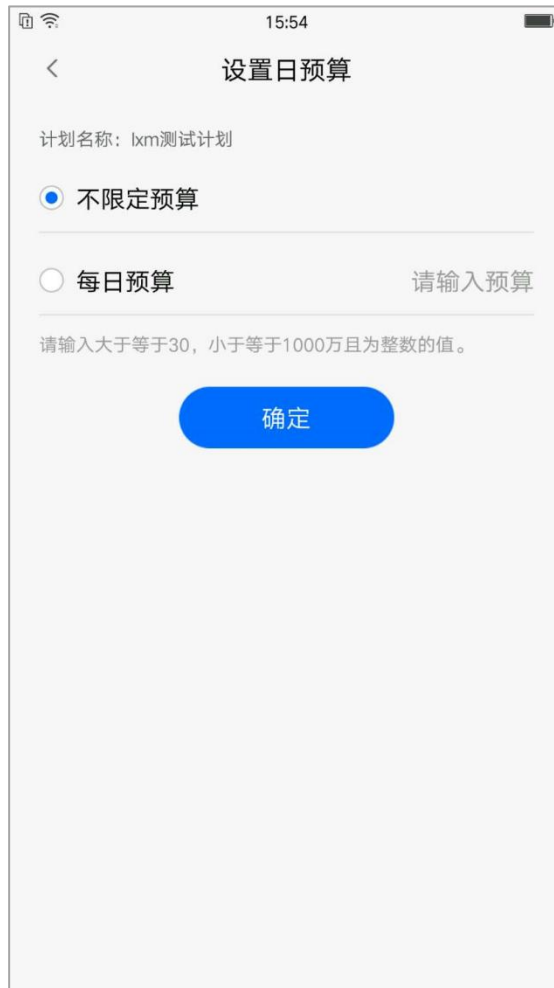 15:54
设置日预算
计划名称：lxm测试计划
不限定预算
每日预算 请输入预算
请输入大于等于30，小于等于1000万且为整数的值。
确定